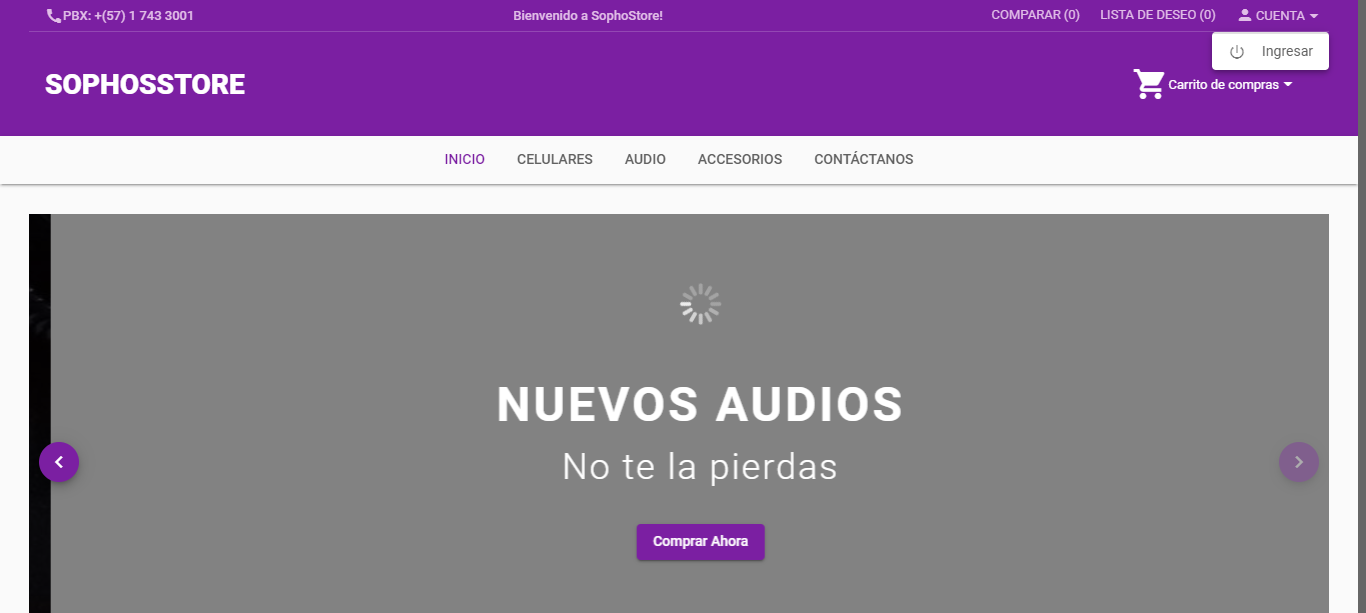 PBX: +(57) 1 743 3001
Bienvenido a SophoStore!
COMPARAR (0)
LISTA DE DESEO (0)
CUENTA
Ingresar
SOPHOSSTORE
Carrito de compras
INICIO
CELULARES
AUDIO
ACCESORIOS
CONTÁCTANOS
NUEVOS AUDIOS
No te la pierdas
Comprar Ahora